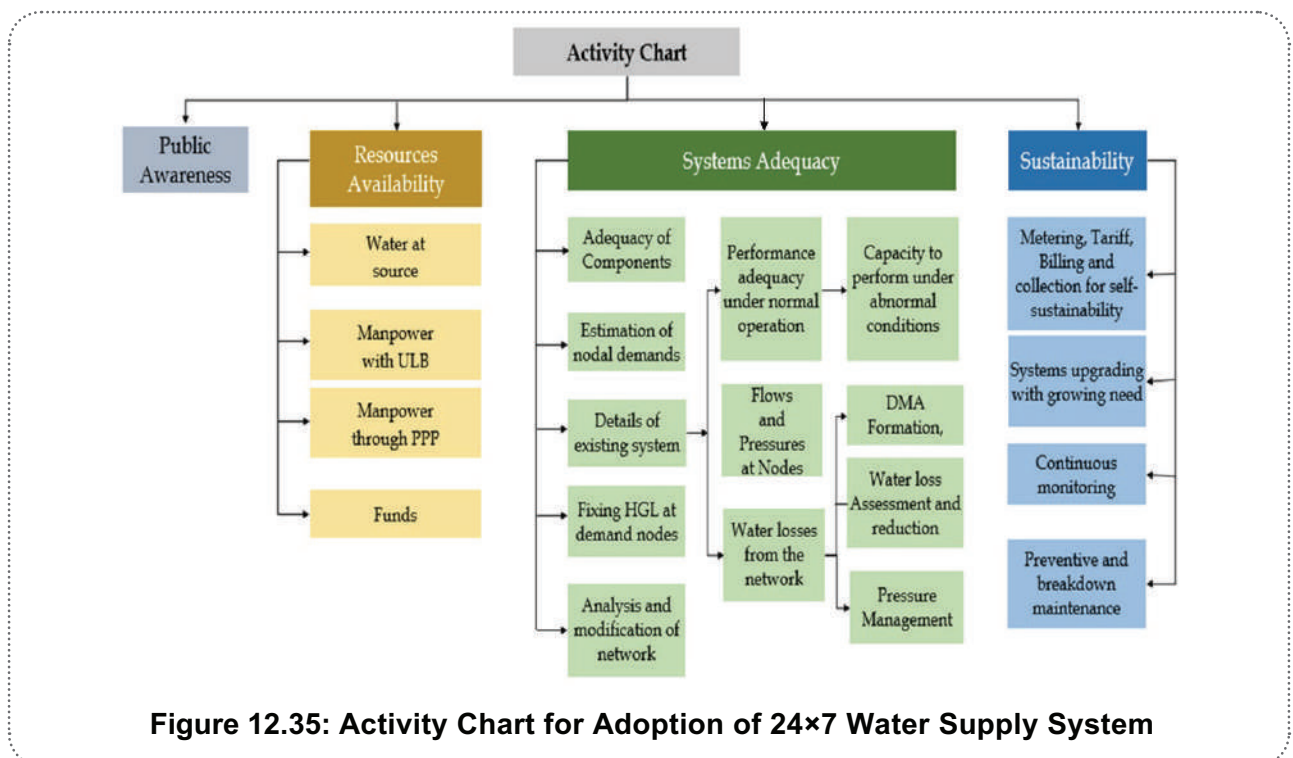 Activity Chart
Public
Awareness
Resources
Availability
Water at
source
Manpower
with ULB
Manpower
through PPP
Funds
Systems Adequacy
Adequacy of
Components
Estimation of
nodal demands
Details of
existing system
Fixing HGL at
demand nodes
Analysis and
modification of
network
Performance
adequacy
under normal
operation
Flows
and
Pressures
at Nodes
Water losses
from the
network
Capacity to
perform under
abnormal
conditions
DMA
Formation,
Water loss
Assessment and
reduction
Pressure
Management
Sustainability
Metering, Tariff,
Billing and
collection for self-
sustainability
Systems upgrading
with growing need
Continuous
monitoring
Preventive and
breakdown
maintenance
Figure 12.35: Activity Chart for Adoption of 24×7 Water Supply System